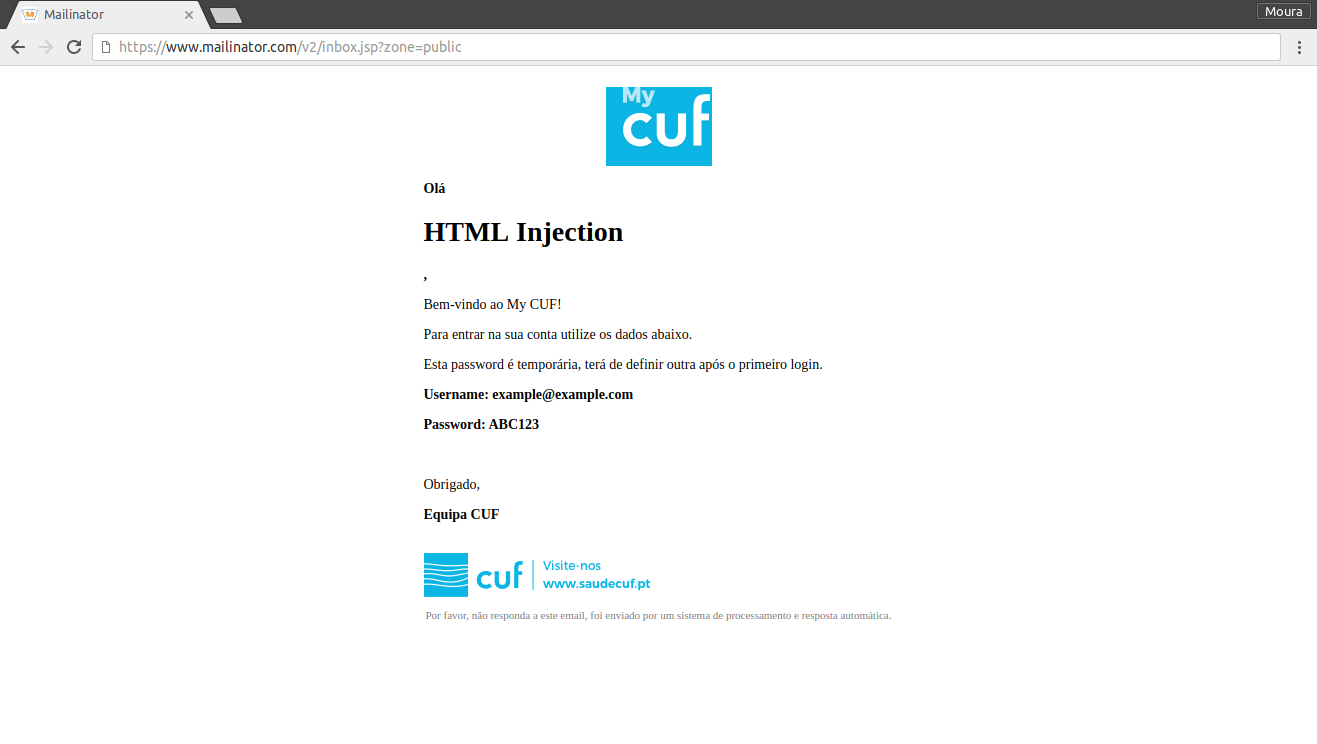 Mailinator
Moura
https://www.mailinator.com/v2/inbox.jsp?zone=public
My
cuf
Olá
HTML Injection
,
Bem-vindo ao My CUF!
Para entrar na sua conta utilize os dados abaixo.
Esta password é temporária, terá de definir outra após o primeiro login.
Username: example@example.com
Password: ABC123
Obrigado,
Equipa CUF
cuf
Visite-nos
www.saudecuf.pt
Por favor, não responda a este email, foi enviado por um sistema de processamento e resposta automática.